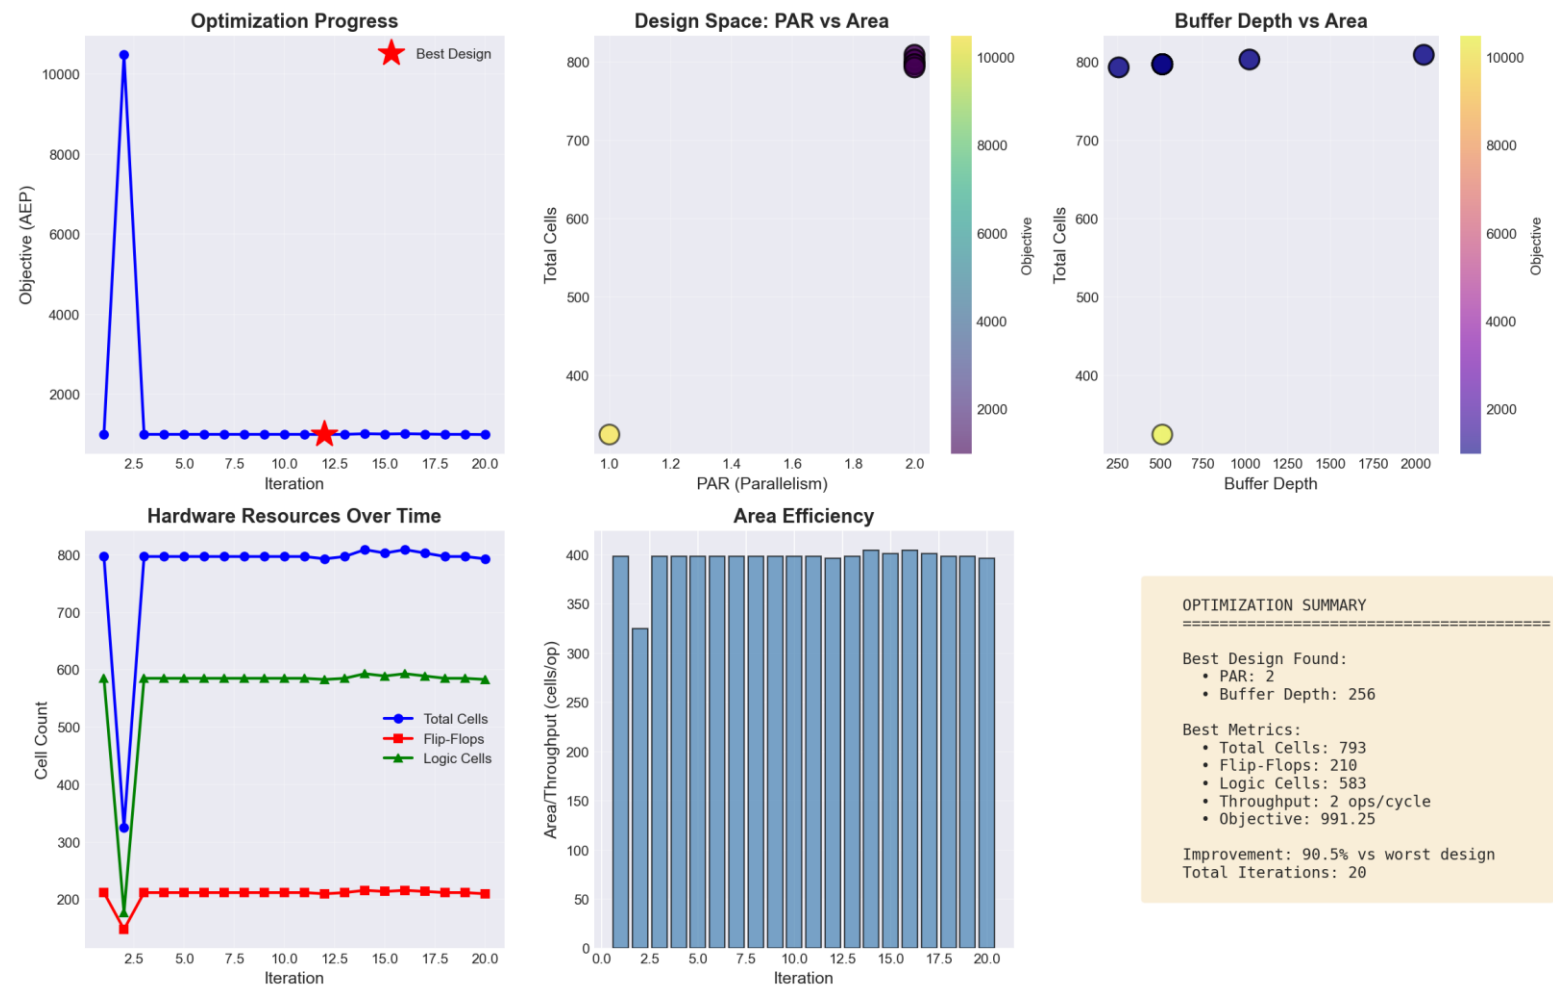 Optimization Progress
Best Design
10000
8000
6000
4000
2000
Objective (AEP)
2.5 5.0 7.5 10.0 12.5 15.0 17.5 20.0
Iteration
Design Space: PAR vs Area
800
700
600
500
400
Total Cells
1.0 1.2 1.4 1.6 1.8 2.0
PAR (Parallelism)
10000
8000
6000
4000
2000
Objective
Buffer Depth vs Area
800
700
600
500
400
Total Cells
250 500 750 1000 1250 1500 1750 2000
Buffer Depth
10000
8000
6000
4000
2000
Objective
Hardware Resources Over Time
800
700
600
500
400
300
200
Cell Count
Total Cells
Flip-Flops
Logic Cells
2.5 5.0 7.5 10.0 12.5 15.0 17.5 20.0
Iteration
Area Efficiency
400
350
300
250
200
150
100
50
0
Area/Throughput (cells/op)
0.0 2.5 5.0 7.5 10.0 12.5 15.0 17.5 20.0
Iteration
OPTIMIZATION SUMMARY
========================================
Best Design Found:
• PAR: 2
• Buffer Depth: 256
Best Metrics:
• Total Cells: 793
• Flip-Flops: 210
• Logic Cells: 583
• Throughput: 2 ops/cycle
• Objective: 991.25
Improvement: 90.5% vs worst design
Total Iterations: 20